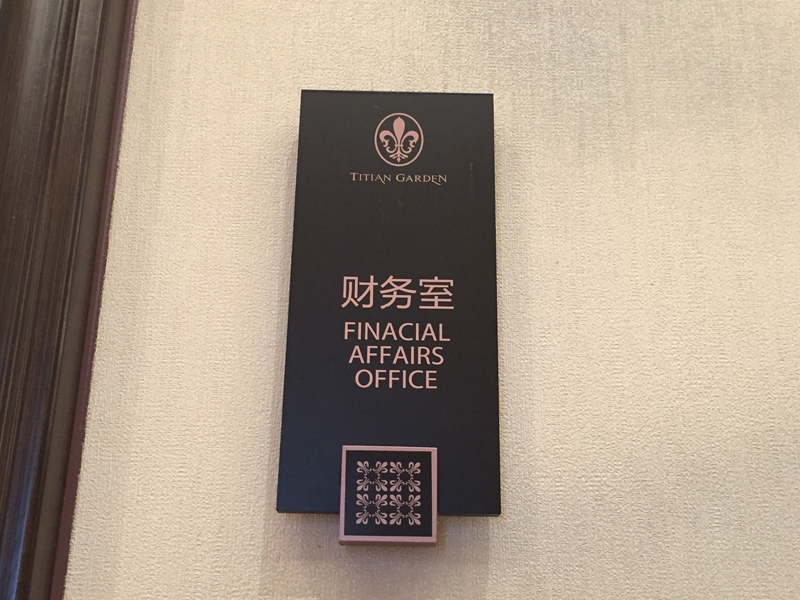 TITIAN GARDEN
财务室
FINACIAL
AFFAIRS
OFFICE